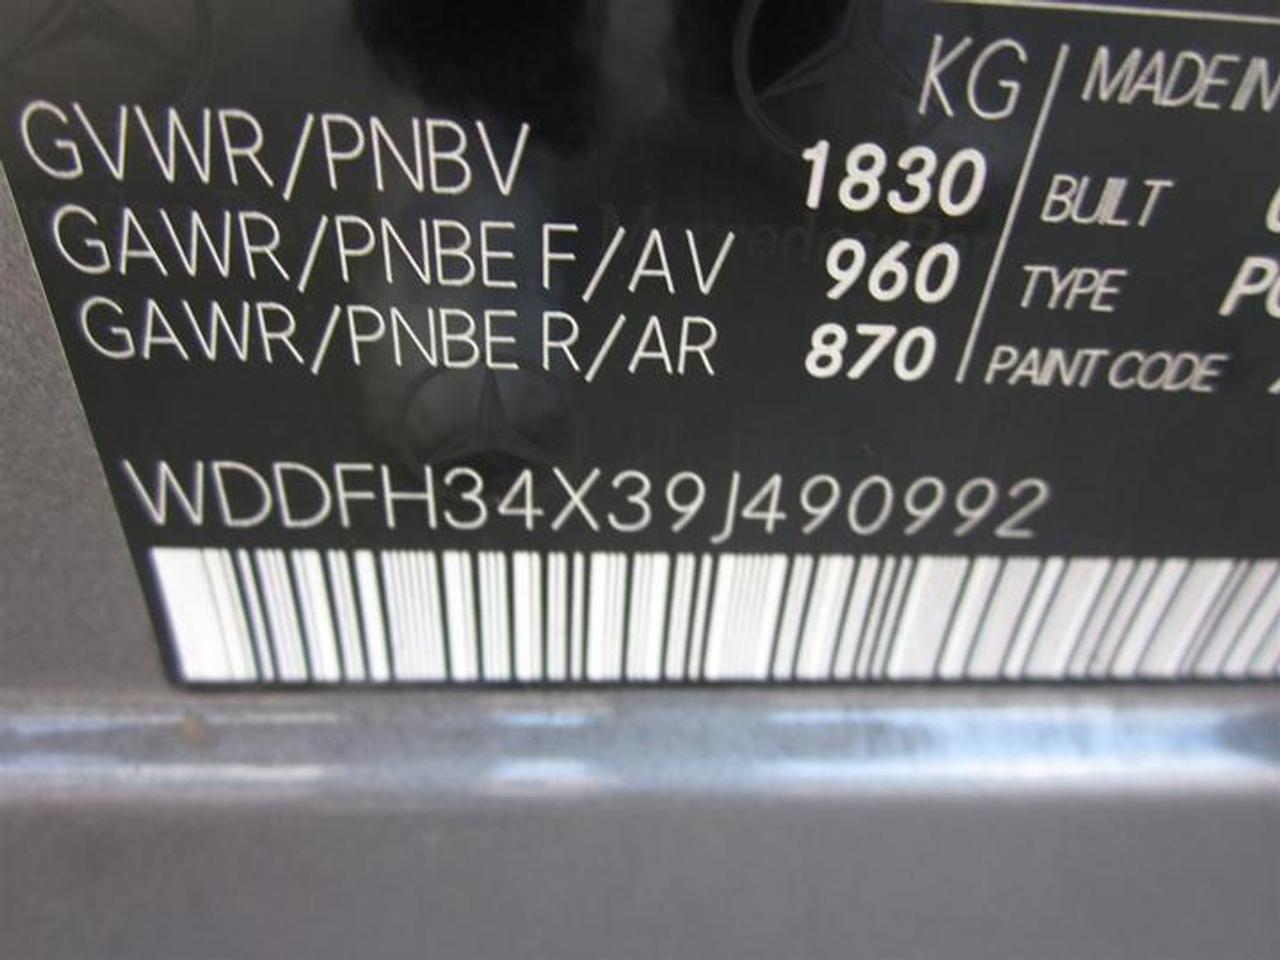 KG
GVWR/PNBV 1830
GAWR/PNBE F/AV 960
GAWR/PNBE R/AR 870
MADE IN
BUILT
TYPE
PAINT CODE
WDDFH34X39J490992